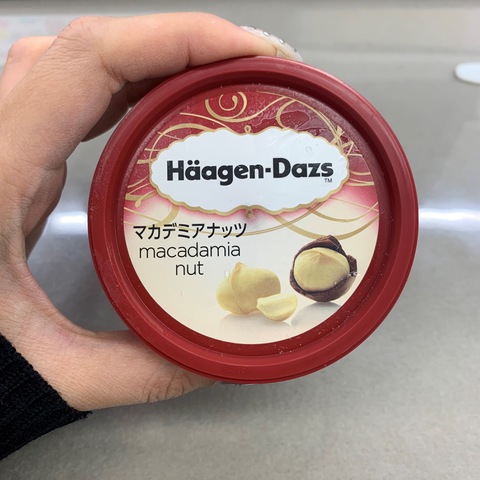 Häagen-Dazs
TM
マカデミアナッツ
macadamia
nut